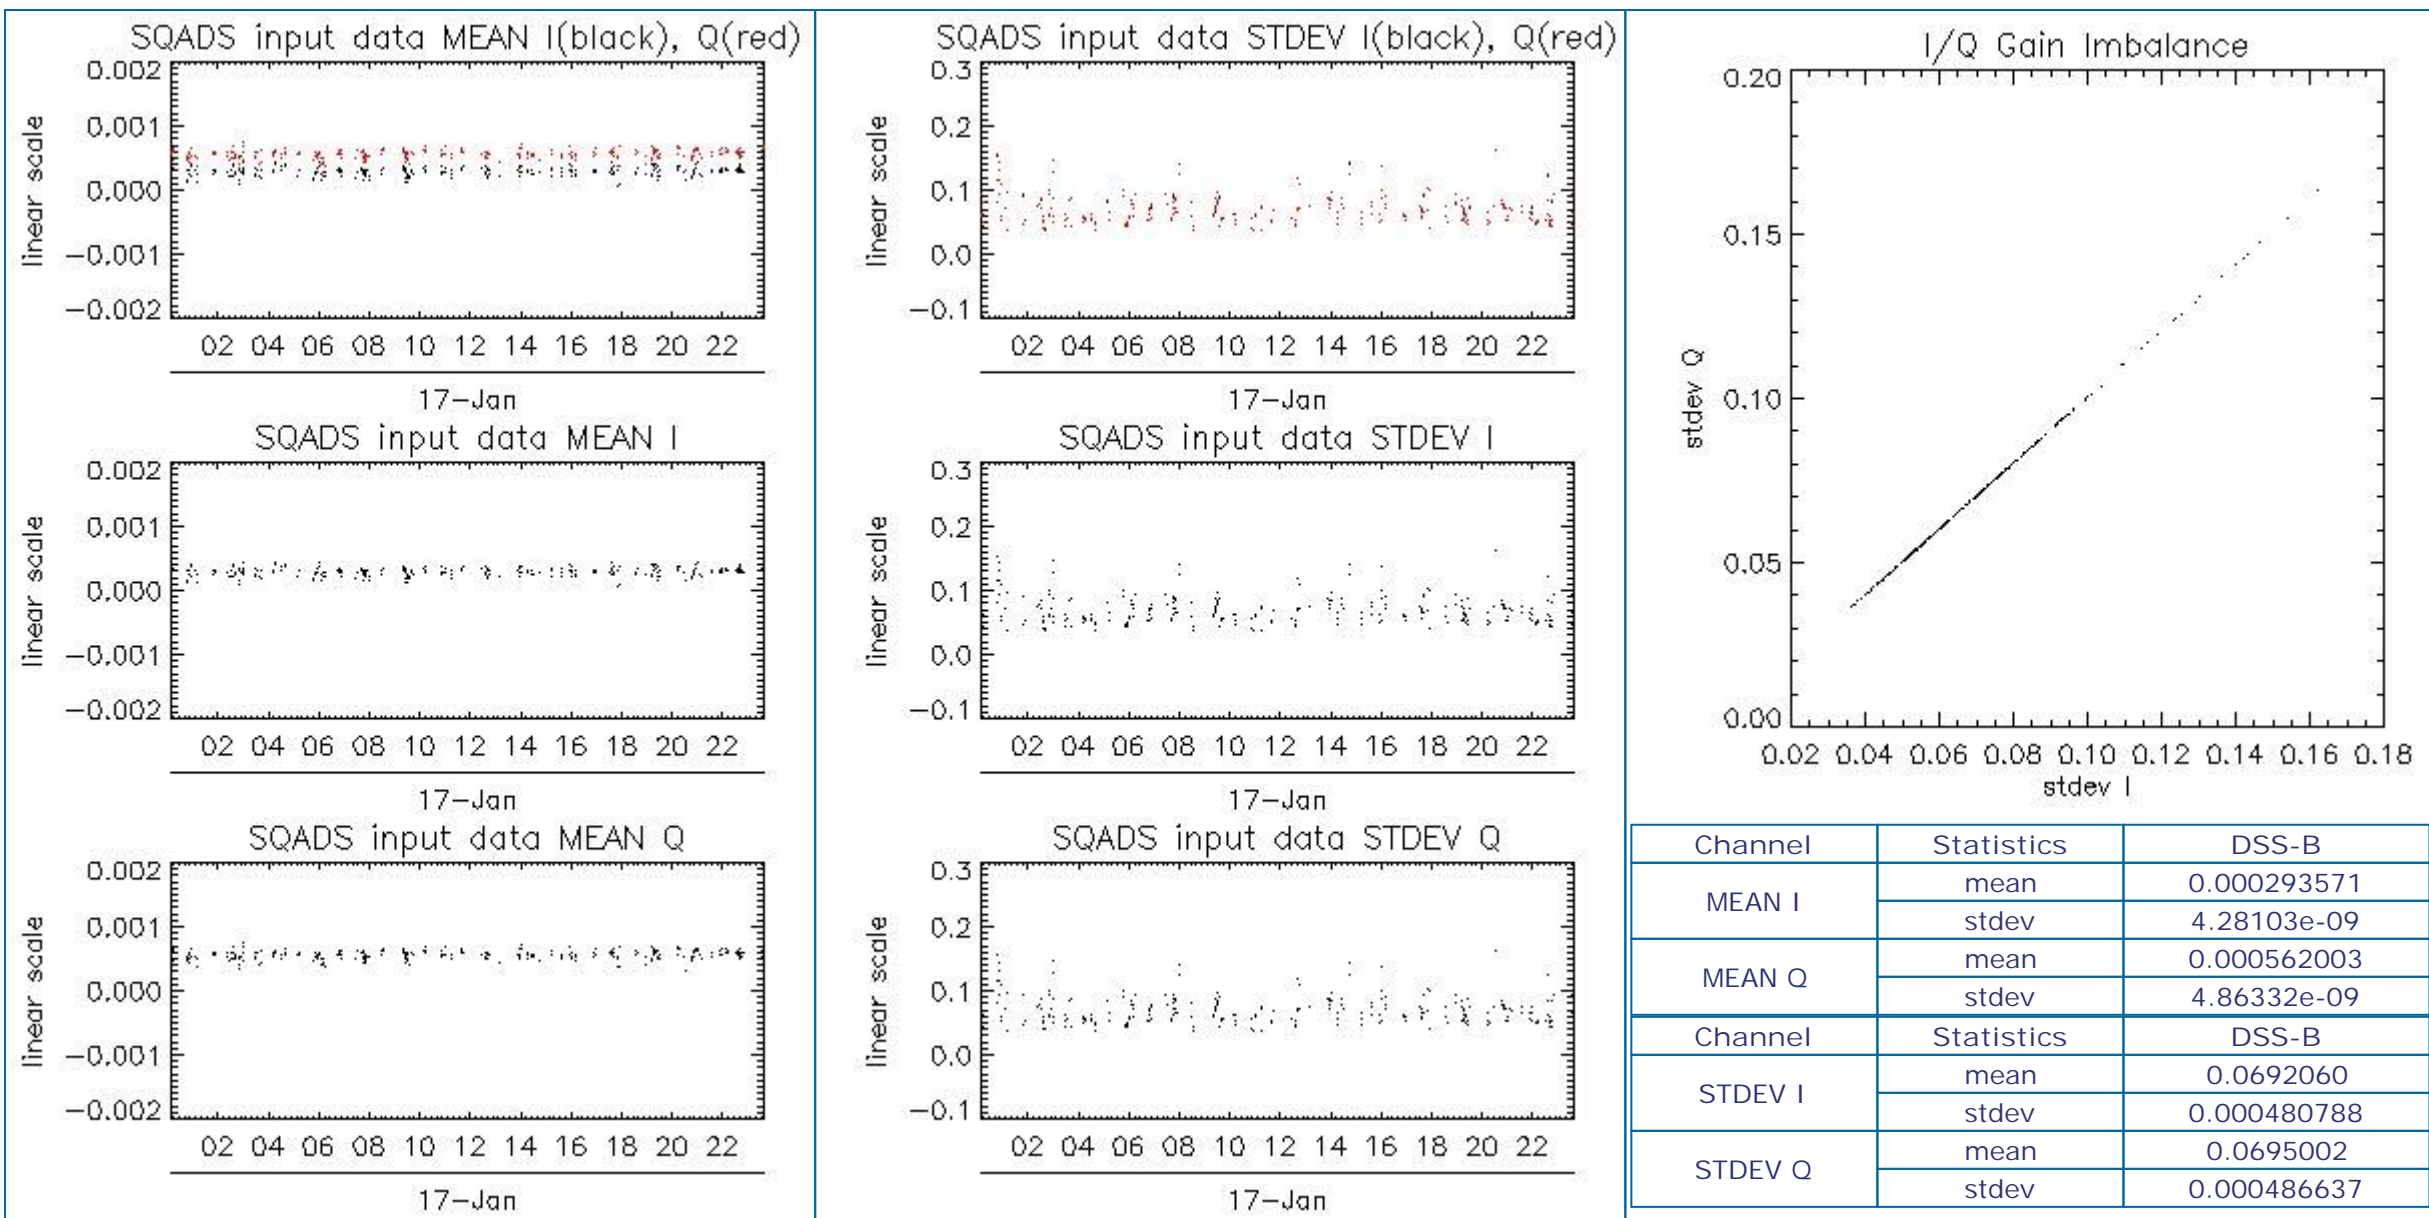 SQADS input data MEAN I(black), Q(red)
0.002
0.001
0.000
-0.001
-0.002
linear scale
02 04 06 08 10 12 14 16 18 20 22
17-Jan
SQADS input data MEAN I
0.002
0.001
0.000
-0.001
-0.002
linear scale
02 04 06 08 10 12 14 16 18 20 22
17-Jan
SQADS input data MEAN Q
0.002
0.001
0.000
-0.001
-0.002
linear scale
02 04 06 08 10 12 14 16 18 20 22
17-Jan
SQADS input data STDEV I(black), Q(red)
0.3
0.2
0.1
0.0
-0.1
linear scale
02 04 06 08 10 12 14 16 18 20 22
17-Jan
SQADS input data STDEV I
0.3
0.2
0.1
0.0
-0.1
linear scale
02 04 06 08 10 12 14 16 18 20 22
17-Jan
SQADS input data STDEV Q
0.3
0.2
0.1
0.0
-0.1
linear scale
02 04 06 08 10 12 14 16 18 20 22
17-Jan
I/Q Gain Imbalance
0.20
0.15
0.10
0.05
0.00
stdev Q
0.02 0.04 0.06 0.08 0.10 0.12 0.14 0.16 0.18
stdev I
Channel Statistics DSS-B
MEAN I mean 0.000293571
stdev 4.28103e-09
MEAN Q mean 0.000562003
stdev 4.86332e-09
Channel Statistics DSS-B
STDEV I mean 0.0692060
stdev 0.000480788
STDEV Q mean 0.0695002
stdev 0.000486637